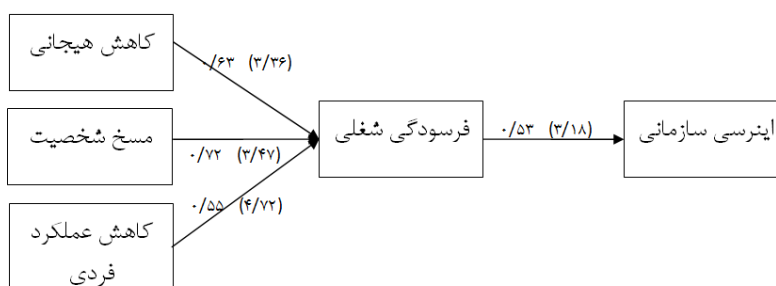 کاهش هیجانی
۰/۶۳ (۳/۳۶)
مسخ شخصیت
۰/۷۲ (۳/۴۷)
فرسودگی شغلی
۰/۵۳ (۳/۱۸)
اینرسی سازمانی
۰/۵۵ (۴/۷۲)
کاهش عملکرد
فردی